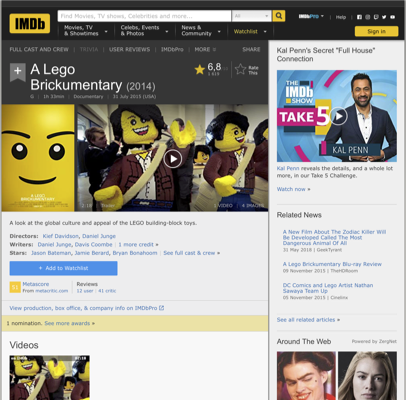 IMDb
Find Movies, TV shows, Celebrities and more...
All
IMDbPro
Help
Movies, TV
& Showtimes
Celebs, Events
& Photos
News &
Community
Watchlist
Sign in
FULL CAST AND CREW | TRIVIA | USER REVIEWS | IMDbPro | MORE
SHARE
A Lego
Brickumentary (2014)
6,8
Rate
This
G | 1h 33min | Documentary | 31 July 2015 (USA)
VIDEO
IMAGES
A look at the global culture and appeal of the LEGO building-block toys.
Directors: Kief Davidson, Daniel Junge
Writers: Daniel Junge, Davis Coombe | 1 more credit »
Stars: Jason Bateman, Jamie Berard, Bryan Bonahoom | See full cast & crew »
+ Add to Watchlist
Metascore
From metacritic.com
Reviews
12 user | 41 critic
View production, box office, & company info on IMDbPro
1 nomination. See more awards »
Videos
Kal Penn's Secret "Full House"
Connection
THE
IMDb
SHOW
TAKE 5
KAL PENN
Kal Penn reveals the details, and a whole lot
more, in our Take 5 Challenge.
Watch now »
Related News
A New Film About The Zodiac Killer Will
Be Developed Called The Most
Dangerous Animal Of All
31 May 2018 | GeekTyrant
A Lego Brickumentary Blu-ray Review
09 November 2015 | TheHDRoom
DC Comics and Lego Artist Nathan
Sawaya Team Up
05 November 2015 | Cinelinx
See all related articles »
Around The Web | Powered by ZergNet